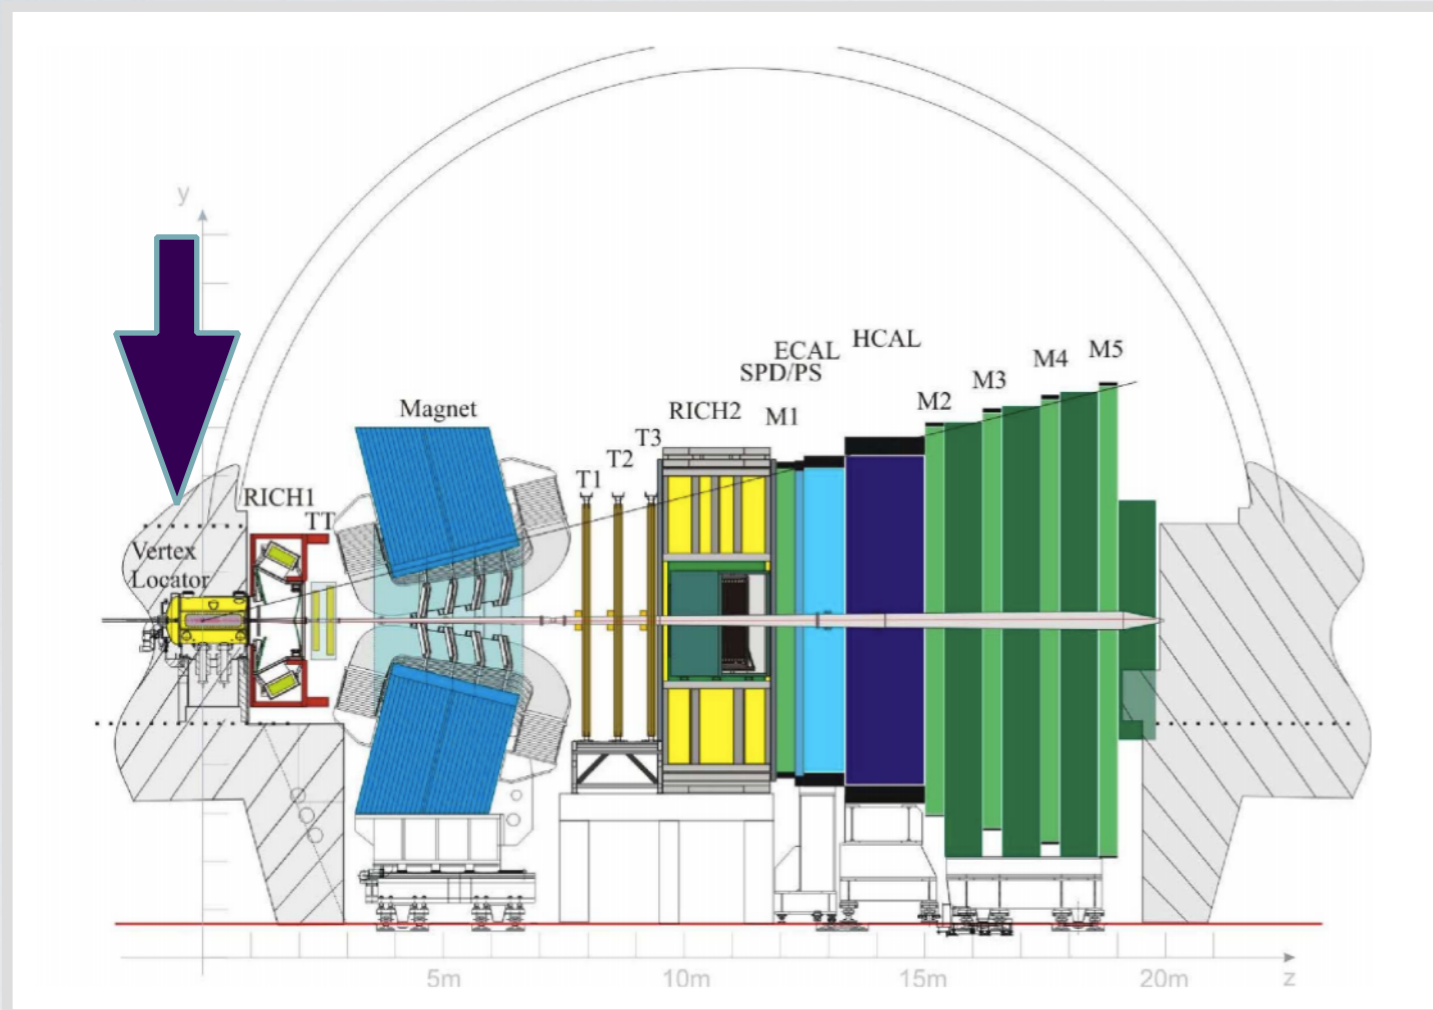 y
HCAL
ECAL
SPD/PS
M5
M4
M3
M2
M1
RICH2
Magnet
T3
T2
T1
RICH1
TT
Vertex
Locator
5m
10m
15m
20m
z